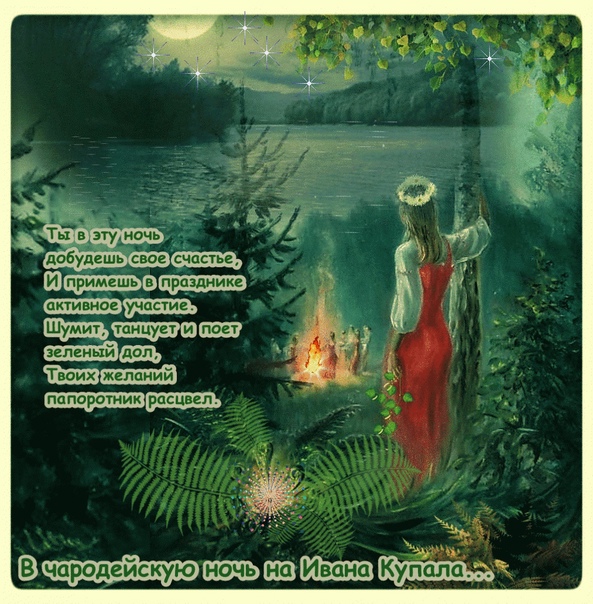 Ты в эту ночь
добудешь свое счастье,
И примешь в празднике
активное участие.
Шумит, танцует и поет
зеленый дол,
Твоих желаний
папоротник расцвел.
В чародейскую ночь на Ивана Купала...